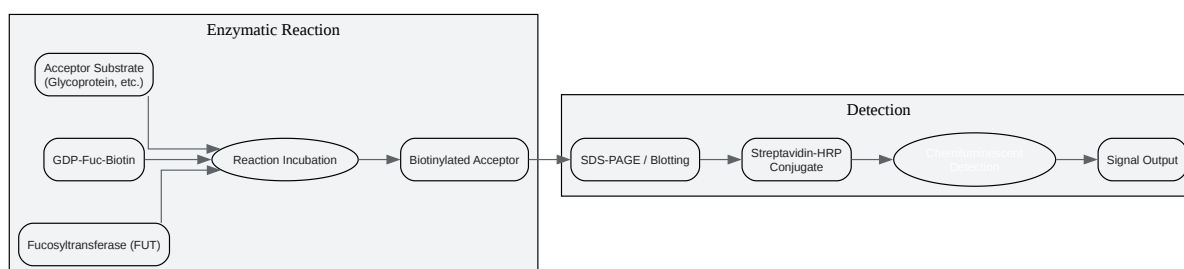 Enzymatic Reaction
Acceptor Substrate
(Glycoprotein, etc.)
GDP-Fuc-Biotin
Fucosyltransferase (FUT)
Reaction Incubation
Biotinylated Acceptor
Detection
SDS-PAGE / Blotting
Streptavidin-HRP
Conjugate
Chemiluminescent
Detection
Signal Output